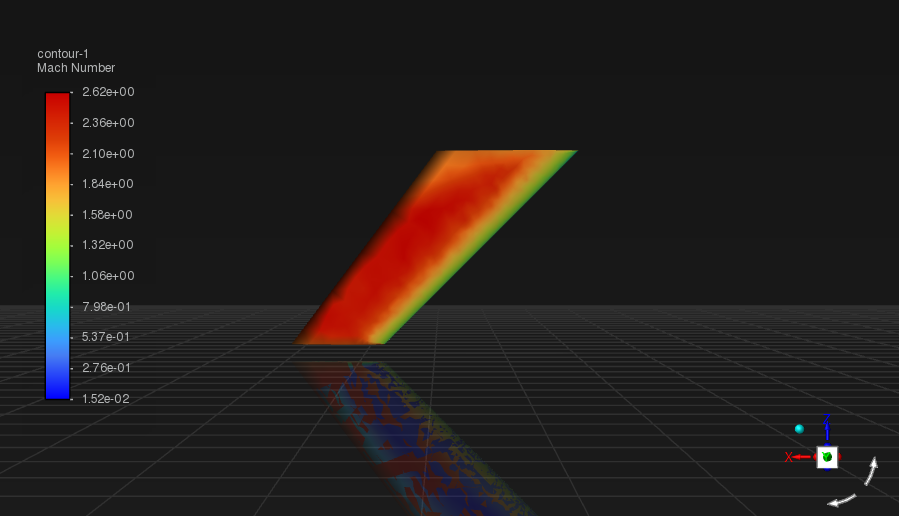 contour-1
Mach Number
2.62e+00
2.36e+00
2.10e+00
1.84e+00
1.58e+00
1.32e+00
1.06e+00
7.98e-01
5.37e-01
2.76e-01
1.52e-02
Z
X